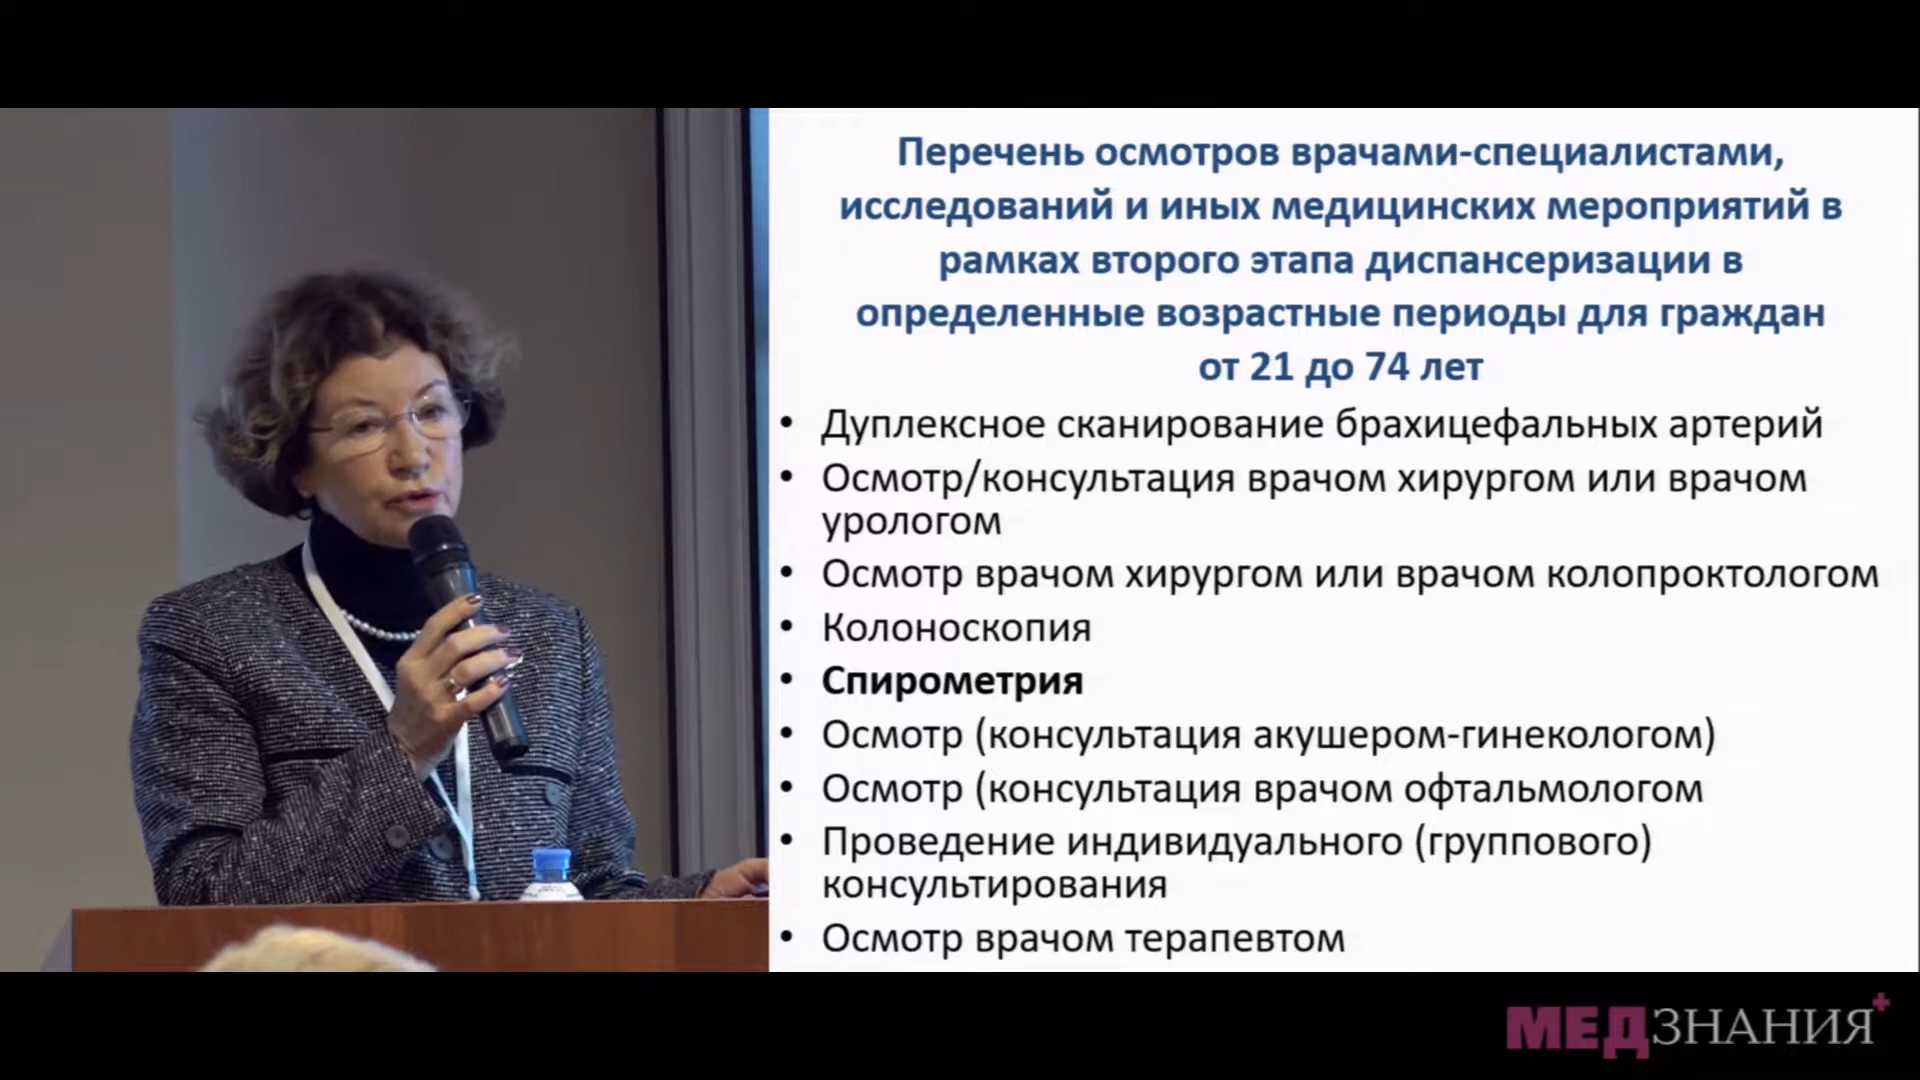 Перечень осмотров врачами-специалистами,
исследований и иных медицинских мероприятий в
рамках второго этапа диспансеризации в
определенные возрастные периоды для граждан
от 21 до 74 лет
• Дуплексное сканирование брахицефальных артерий
• Осмотр/консультация врачом хирургом или врачом
урологом
• Осмотр врачом хирургом или врачом колопроктологом
• Колоноскопия
• Спирометрия
• Осмотр (консультация акушером-гинекологом)
• Осмотр (консультация врачом офтальмологом
• Проведение индивидуального (группового)
консультирования
• Осмотр врачом терапевтом
МЕДЗНАНИЯ+